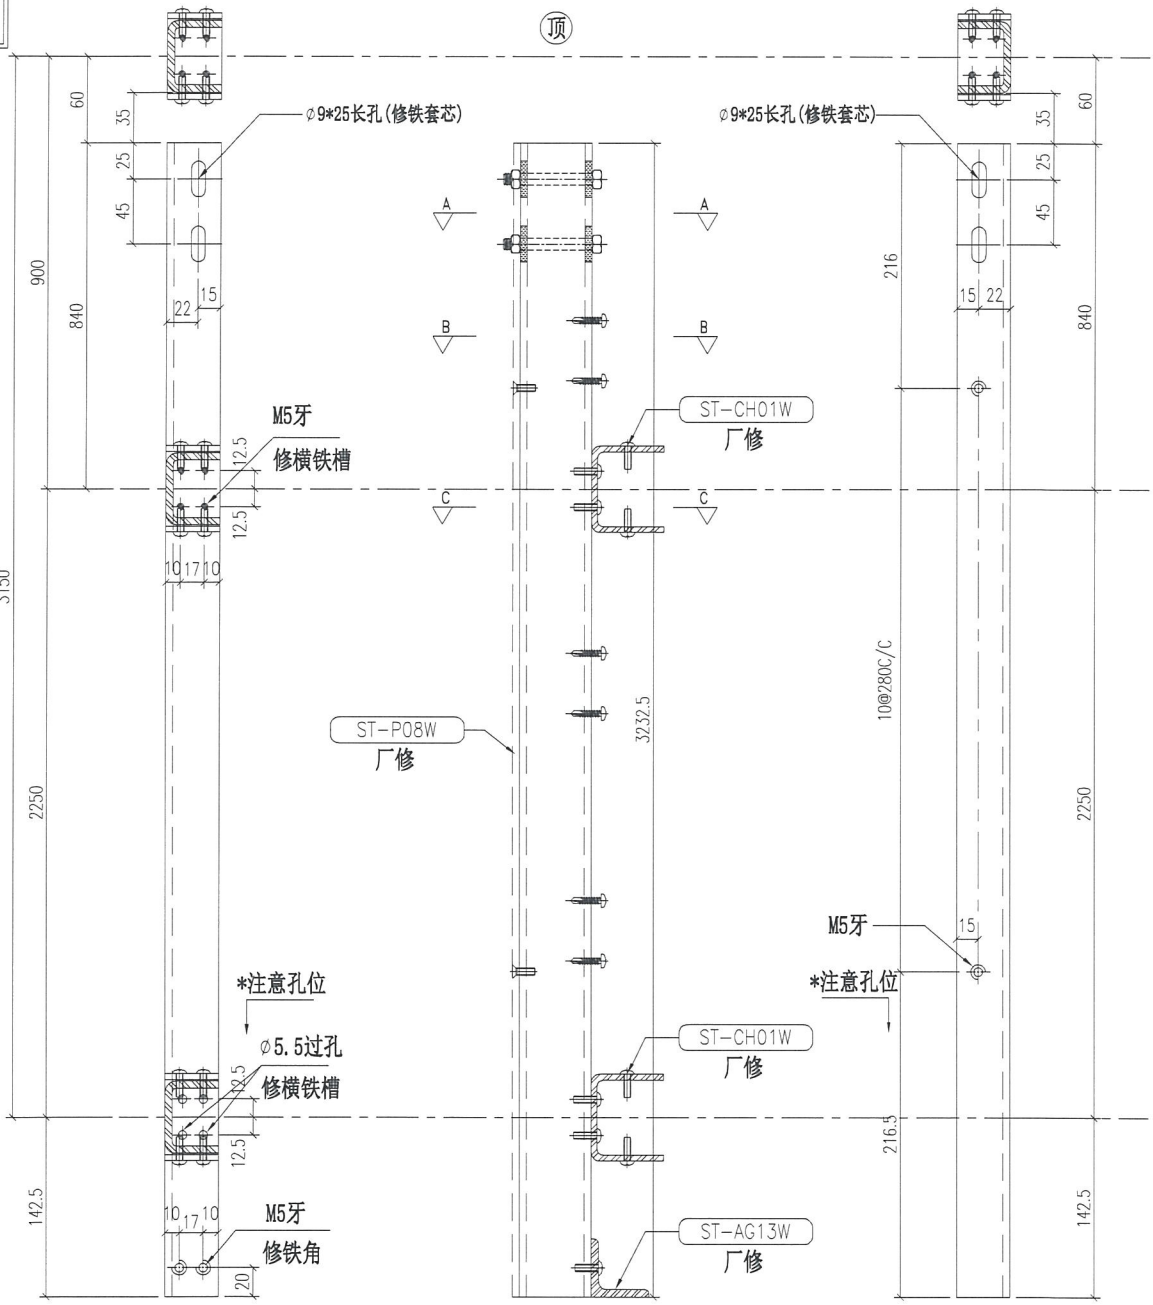 顶
60
35
25
45
900
840
22
15
∅9*25长孔(修铁套芯)
∅9*25长孔(修铁套芯)
60
35
25
45
216
840
15
22
A
A
B
B
C
C
M5牙
修横铁槽
12.5
12.5
10
17
10
ST-CH01W
厂修
3150
2250
ST-P08W
厂修
3232.5
10@280C/C
2250
M5牙
15
*注意孔位
*注意孔位
∅5.5过孔
修横铁槽
12.5
12.5
ST-CH01W
厂修
216.5
142.5
10
17
10
M5牙
修铁角
20
ST-AG13W
厂修
142.5